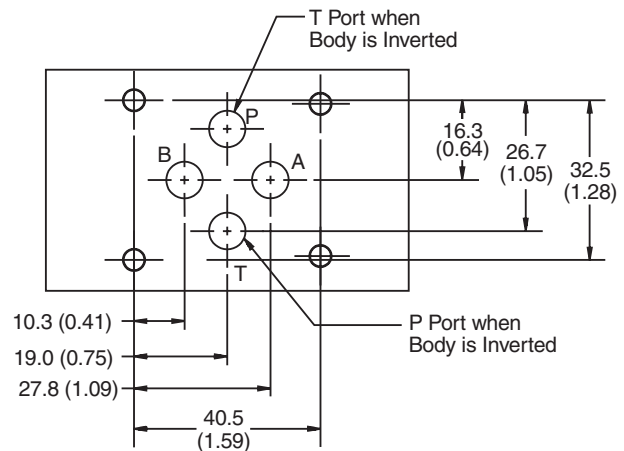 T Port when
Body is Inverted
P
B
A
T
16.3
(0.64)
26.7
(1.05)
32.5
(1.28)
10.3 (0.41)
19.0 (0.75)
27.8 (1.09)
40.5
(1.59)
P Port when
Body is Inverted